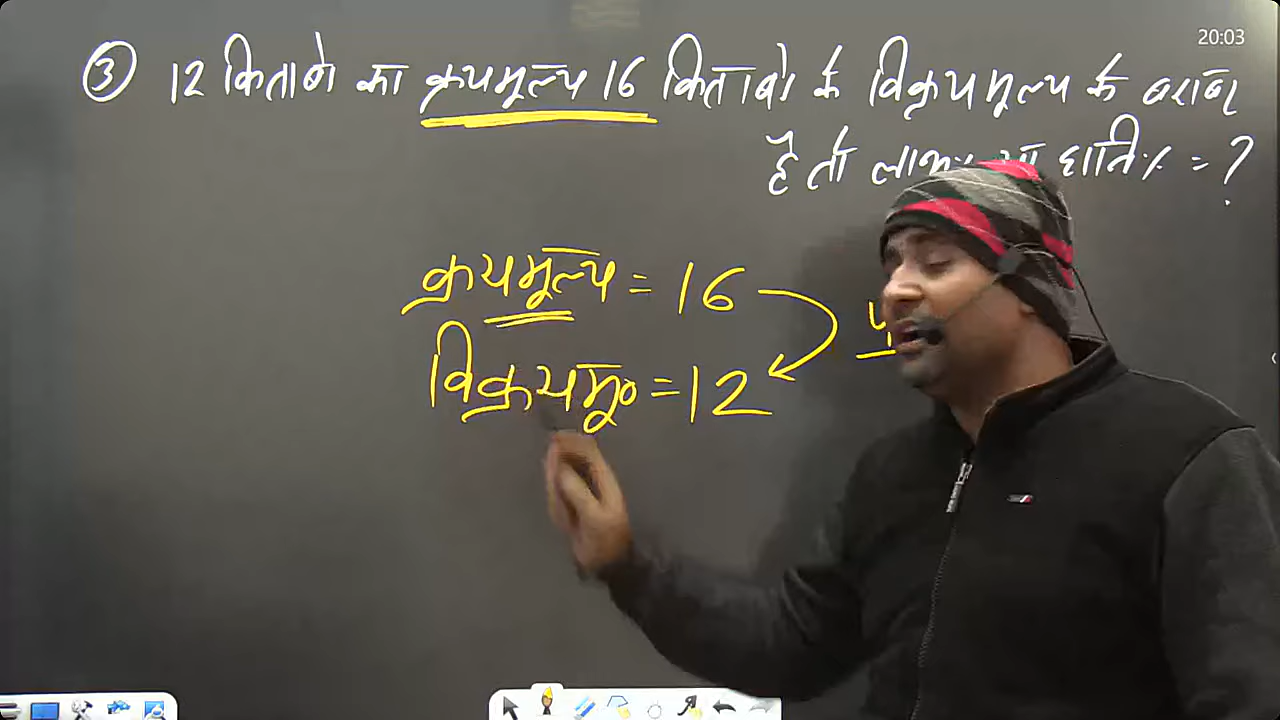 20:03
③ 12 किताबो का क्रयमूल्य 16 किताबो के विक्रयमूल्य के बराबर
है तो लाभ% या हानि% = ?
क्रयमूल्य = 16
विक्रयमू० = 12